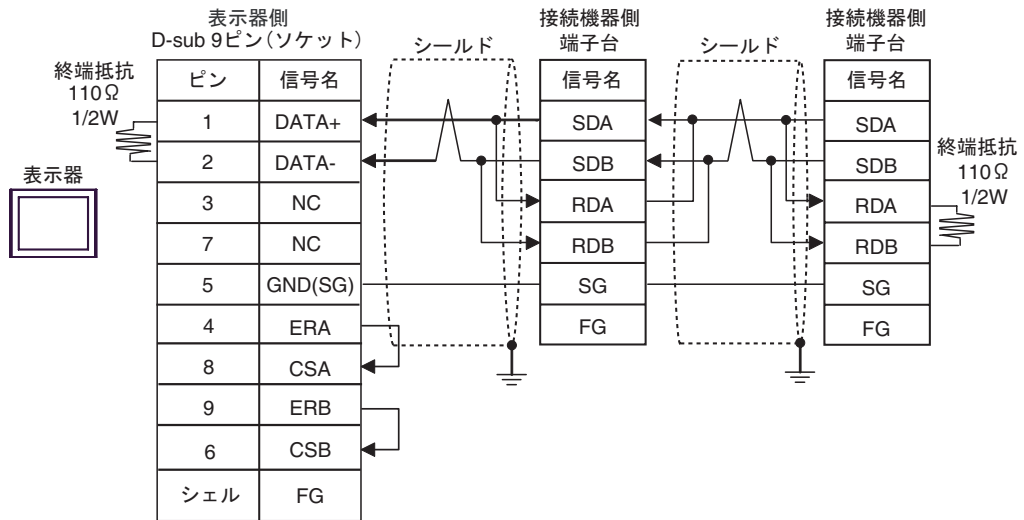 表示器側
D-sub 9ピン(ソケット)
シールド
接続機器側
端子台
シールド
接続機器側
端子台
終端抵抗
110Ω
1/2W
表示器
ピン 信号名
1 DATA+
2 DATA-
3 NC
7 NC
5 GND(SG)
4 ERA
8 CSA
9 ERB
6 CSB
シェル FG
信号名
SDA
SDB
RDA
RDB
SG
FG
信号名
SDA
SDB
RDA
RDB
SG
FG
終端抵抗
110Ω
1/2W